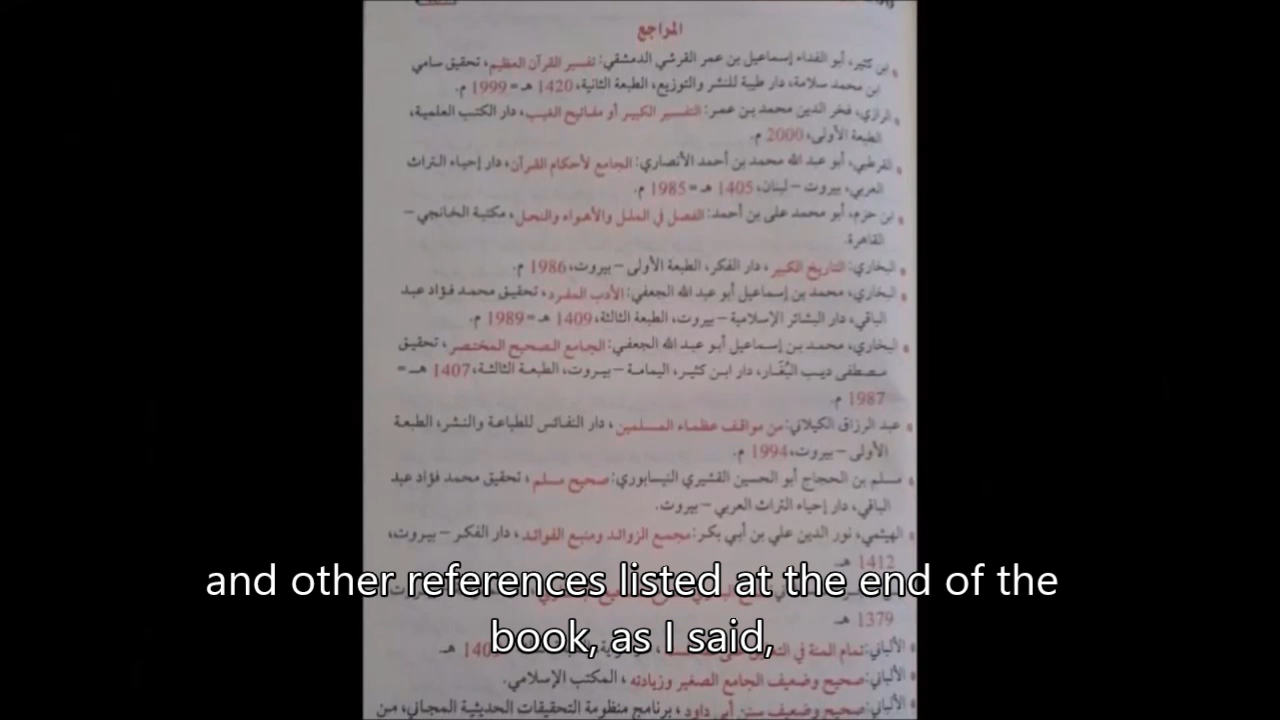 المراجع
ابن كثير، أبو الفداء إسماعيل بن عمر القرشي الدمشقي: تفسير القرآن العظيم، تحقيق سامي
بن محمد سلامة، دار طيبة للنشر والتوزيع، الطبعة الثانية، 1420 هـ = 1999 م.
الرازي، فخر الدين محمد بن عمر: التفسير الكبير أو مفاتيح الغيب، دار الكتب العلمية،
الطبعة الأولى، 2000 م.
القرطبي، أبو عبد الله محمد بن أحمد الأنصاري: الجامع لأحكام القرآن، دار إحياء التراث
العربي، بيروت – لبنان، 1405 هـ = 1985 م.
ابن حزم، أبو محمد علي بن أحمد: الفصل في الملل والأهواء والنحل، مكتبة الخانجي –
القاهرة.
البخاري: التاريخ الكبير، دار الفكر، الطبعة الأولى – بيروت، 1986 م.
البخاري، محمد بن إسماعيل أبو عبد الله الجعفي: الأدب المفرد، تحقيق محمد فؤاد عبد
الباقي، دار البشائر الإسلامية – بيروت، الطبعة الثالثة، 1409 هـ = 1989 م.
البخاري، محمد بن إسماعيل أبو عبد الله الجعفي: الجامع الصحيح المختصر، تحقيق
مصطفى ديب البُغَار، دار ابن كثير، اليمامة – بيروت، الطبعة الثالثة، 1407 هـ =
1987 م.
عبد الرزاق الكيلاني: من مواقف عظماء المسلمين، دار النفائس للطباعة والنشر، الطبعة
الأولى – بيروت، 1994 م.
مسلم بن الحجاج أبو الحسين القشيري النيسابوري: صحيح مسلم، تحقيق محمد فؤاد عبد
الباقي، دار إحياء التراث العربي – بيروت.
الهيثمي، نور الدين علي بن أبي بكر: مجمع الزوائد ومنبع الفوائد، دار الفكر – بيروت،
1412 هـ
and other references listed at the end of the
1379 هـ
book, as I said,
الألباني: تمام المنة في هـ.
الألباني: صحيح وضعيف الجامع الصغير وزيادته، المكتب الإسلامي.
الألباني: صحيح وضعيف سنن أبي داود، برنامج منظومة التحقيقات الحديثية المجاني، من